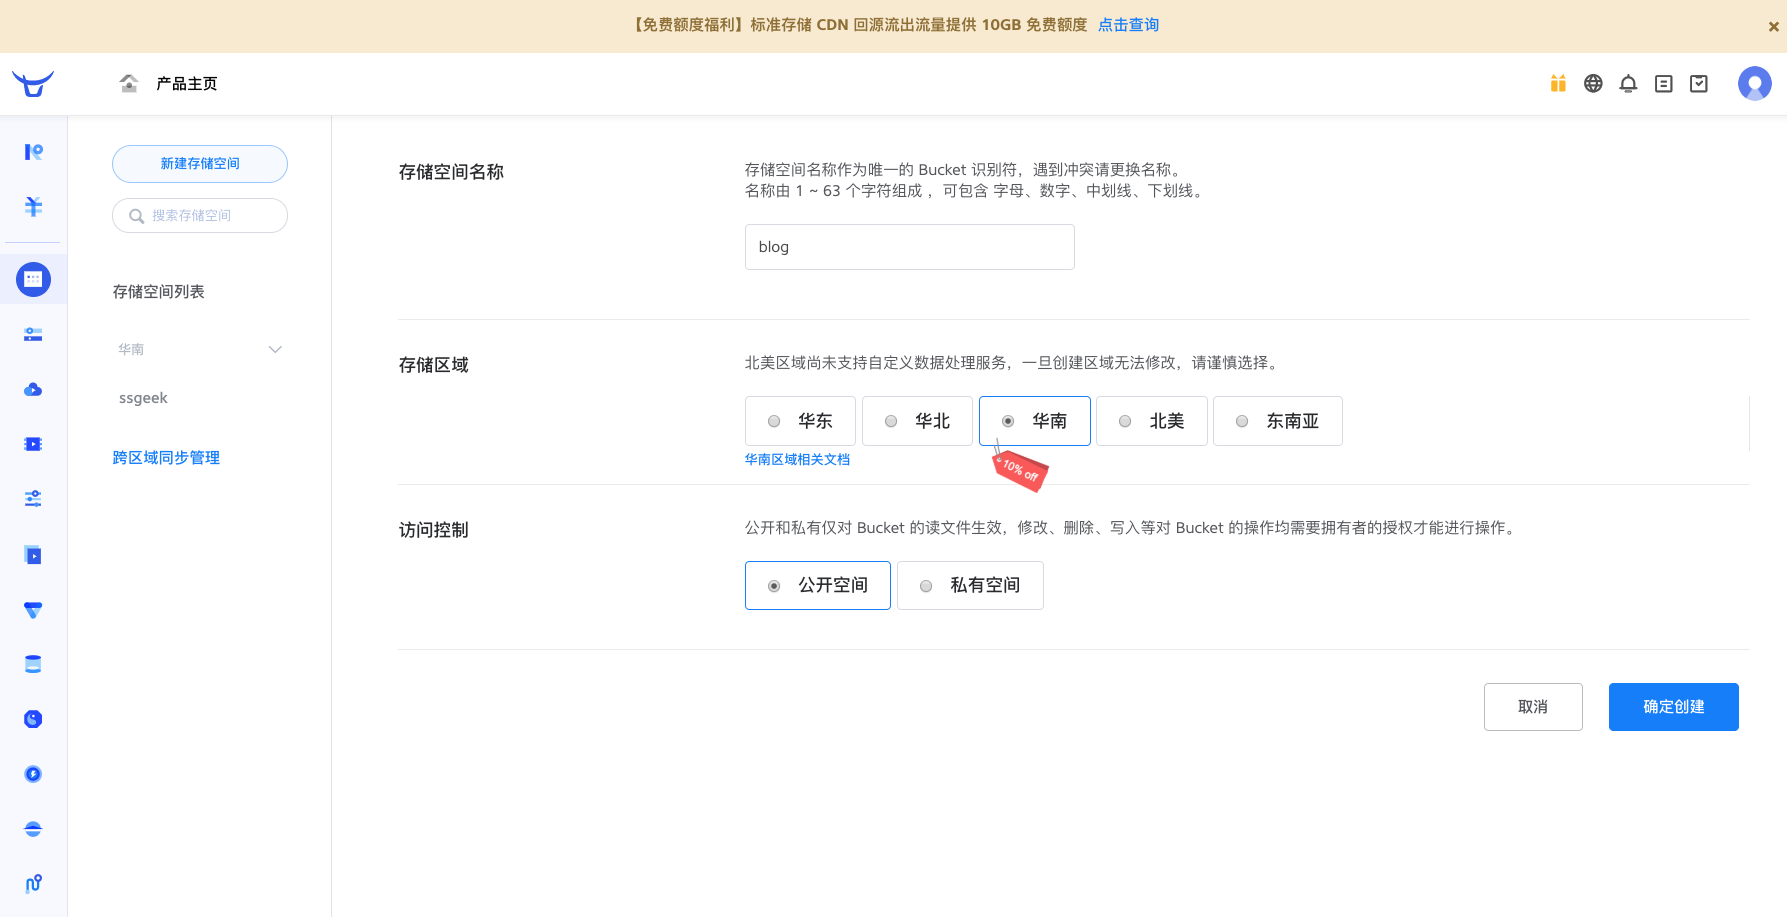 【免费额度福利】标准存储 CDN 回源流出流量提供 10GB 免费额度 点击查询
产品主页
新建存储空间
搜索存储空间
存储空间列表
华南
ssgeek
跨区域同步管理
存储空间名称
存储空间名称作为唯一的 Bucket 识别符，遇到冲突请更换名称。
名称由 1 ~ 63 个字符组成 ，可包含 字母、数字、中划线、下划线。
blog
存储区域
北美区域尚未支持自定义数据处理服务，一旦创建区域无法修改，请谨慎选择。
华东 华北 华南 北美 东南亚
华南区域相关文档
10% off
访问控制
公开和私有仅对 Bucket 的读文件生效，修改、删除、写入等对 Bucket 的操作均需要拥有者的授权才能进行操作。
公开空间 私有空间
取消 确定创建